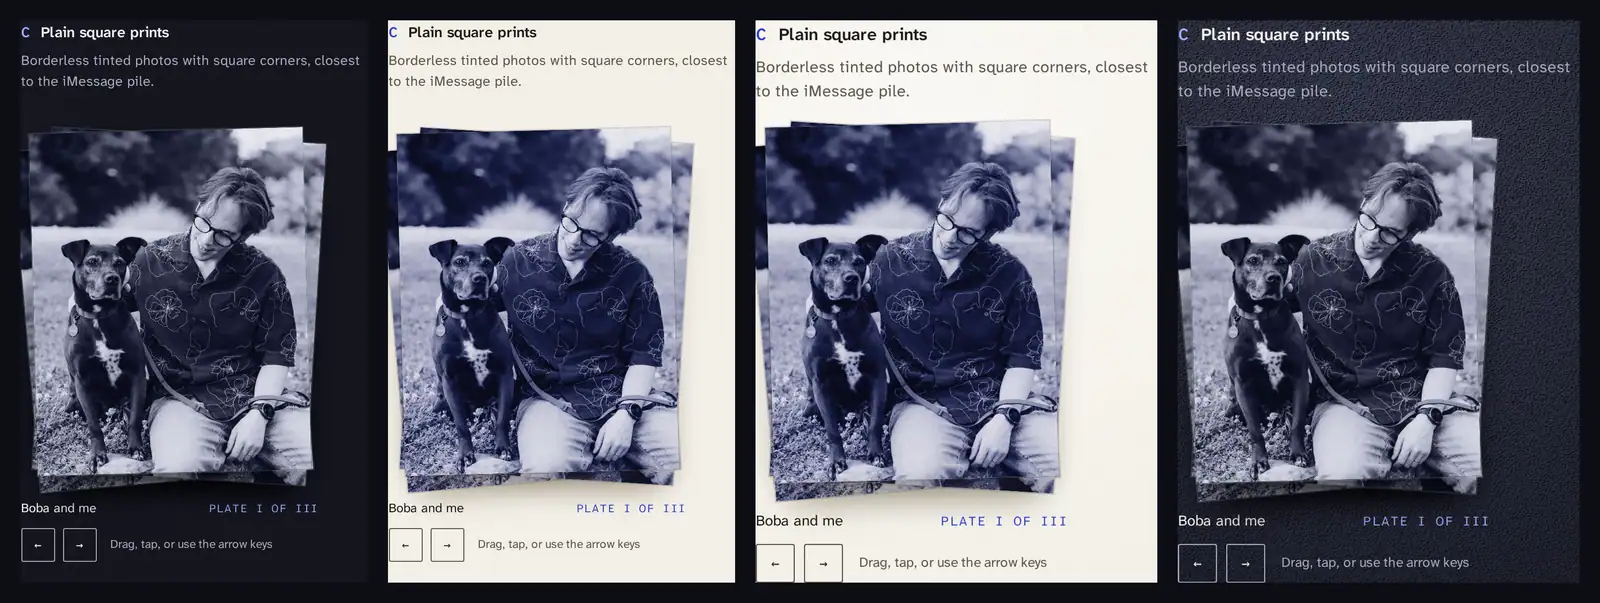 C Plain square prints
Borderless tinted photos with square corners, closest
to the iMessage pile.
Boba and me PLATE I OF III
← → Drag, tap, or use the arrow keys
C Plain square prints
Borderless tinted photos with square corners, closest
to the iMessage pile.
Boba and me PLATE I OF III
← → Drag, tap, or use the arrow keys
C Plain square prints
Borderless tinted photos with square corners, closest
to the iMessage pile.
Boba and me PLATE I OF III
← → Drag, tap, or use the arrow keys
C Plain square prints
Borderless tinted photos with square corners, closest
to the iMessage pile.
Boba and me PLATE I OF III
← → Drag, tap, or use the arrow keys